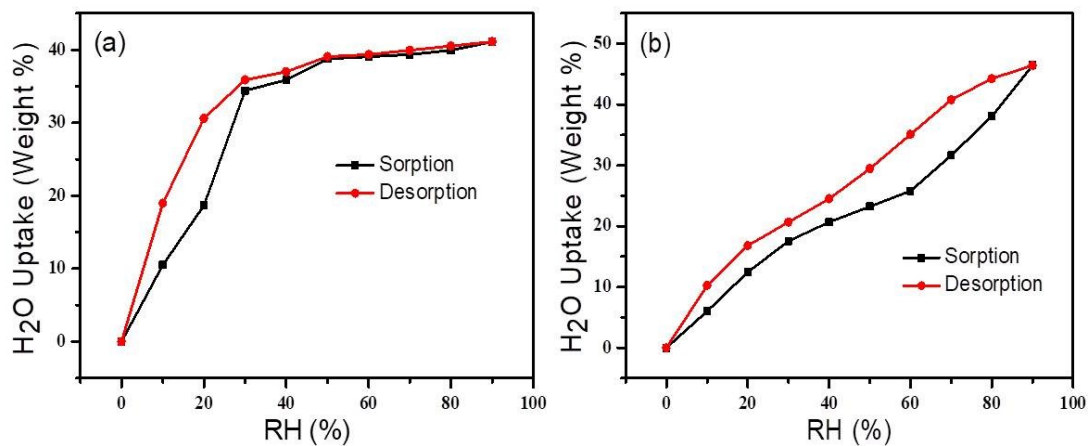 (a)
H2O Uptake (Weight %)
40
30
20
10
0
Sorption
Desorption
0 20 40 60 80 100
RH (%)
(b)
H2O Uptake (Weight %)
50
40
30
20
10
0
Sorption
Desorption
0 20 40 60 80 100
RH (%)